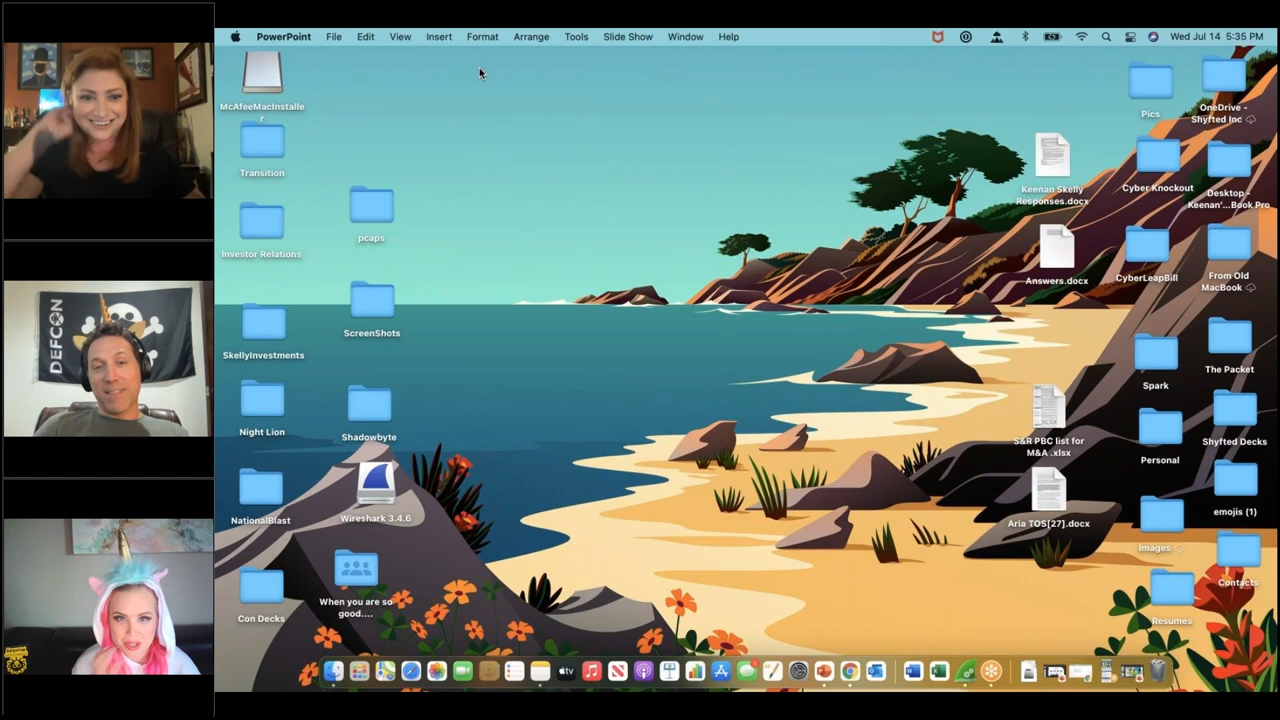 PowerPoint File Edit View Insert Format Arrange Tools Slide Show Window Help
Wed Jul 14 5:35 PM
DEFCON
McAfeeMacInstalle
r
Transition
Investor Relations
SkellyInvestments
Night Lion
NationalBlast
Con Decks
pcaps
ScreenShots
Shadowbyte
Wireshark 3.4.6
When you are so
good....
Keenan Skelly
Responses.docx
Answers.docx
XLSX
S&R PBC list for
M&A .xlsx
Aria TOS[27].docx
Pics
Cyber Knockout
CyberLeapBill
Spark
Personal
Images
Resumes
OneDrive -
Shyfted Inc
Desktop -
Keenan'...Book Pro
From Old
MacBook
The Packet
Shyfted Decks
emojis (1)
Contacts
tv